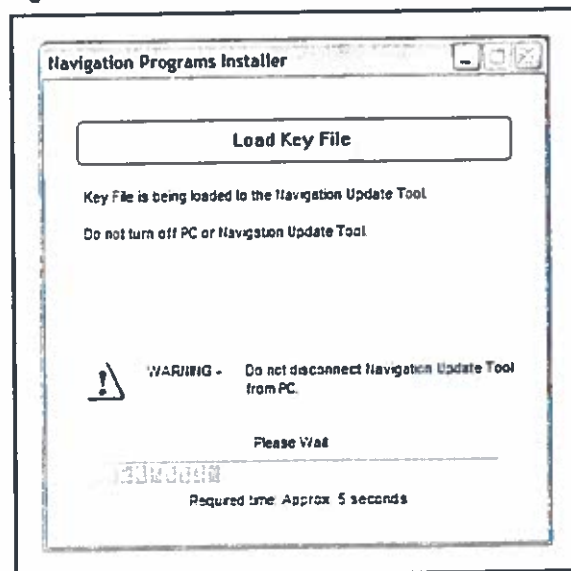 Navigation Programs Installer
Load Key File
Key File is being loaded to the Navigation Update Tool.
Do not turn off PC or Navigation Update Tool.
WARNING - Do not disconnect Navigation Update Tool
from PC.
Please Wait
Required time: Approx. 5 seconds